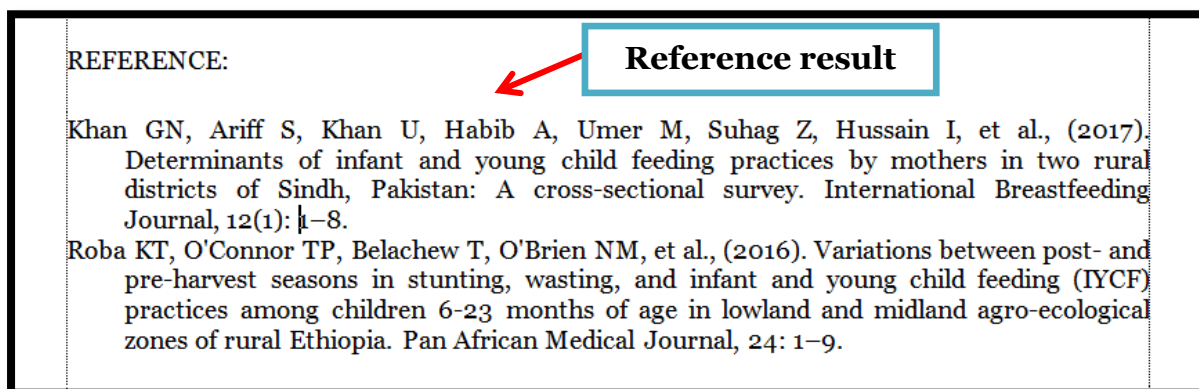 REFERENCE:
Reference result
Khan GN, Ariff S, Khan U, Habib A, Umer M, Suhag Z, Hussain I, et al., (2017).
Determinants of infant and young child feeding practices by mothers in two rural
districts of Sindh, Pakistan: A cross-sectional survey. International Breastfeeding
Journal, 12(1): 1–8.
Roba KT, O'Connor TP, Belachew T, O'Brien NM, et al., (2016). Variations between post- and
pre-harvest seasons in stunting, wasting, and infant and young child feeding (IYCF)
practices among children 6-23 months of age in lowland and midland agro-ecological
zones of rural Ethiopia. Pan African Medical Journal, 24: 1–9.